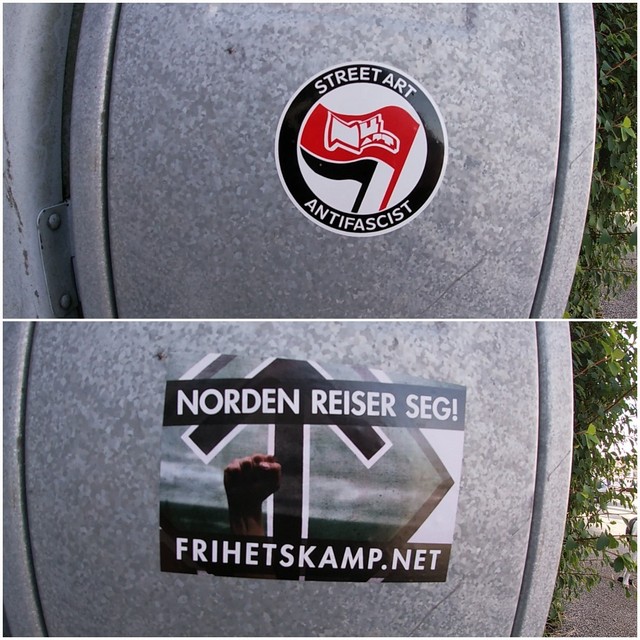 STREET ART
ANTIFASCIST
NORDEN REISER SEG!
FRIHETSKAMP.NET